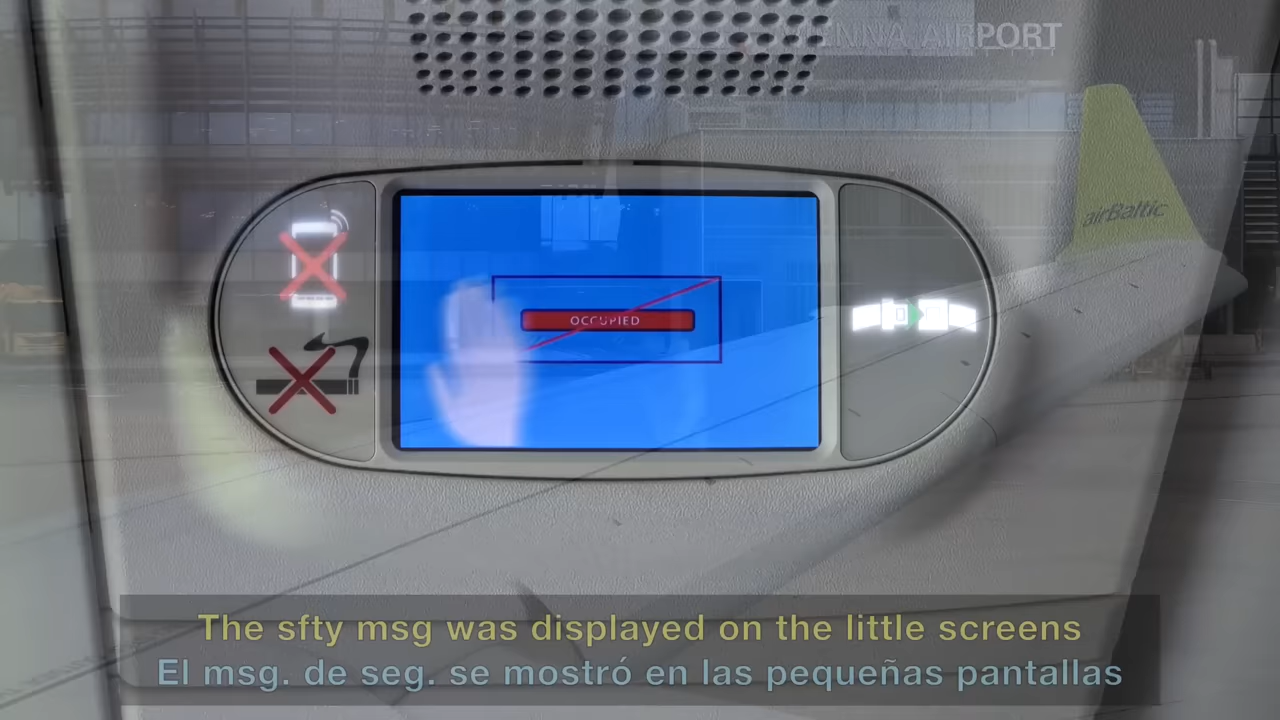 VIENNA AIRPORT
airBaltic
OCCUPIED
The sfty msg was displayed on the little screens
El msg. de seg. se mostró en las pequeñas pantallas